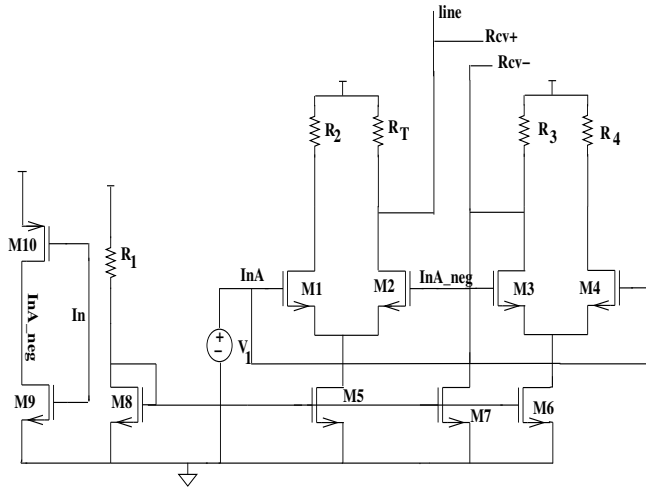 line
Rcv+
Rcv−
R2
RT
R3
R4
M10
R1
InA
InA_neg
In
InA_neg
M1
M2
M3
M4
+
−
V1
M9
M8
M5
M7
M6